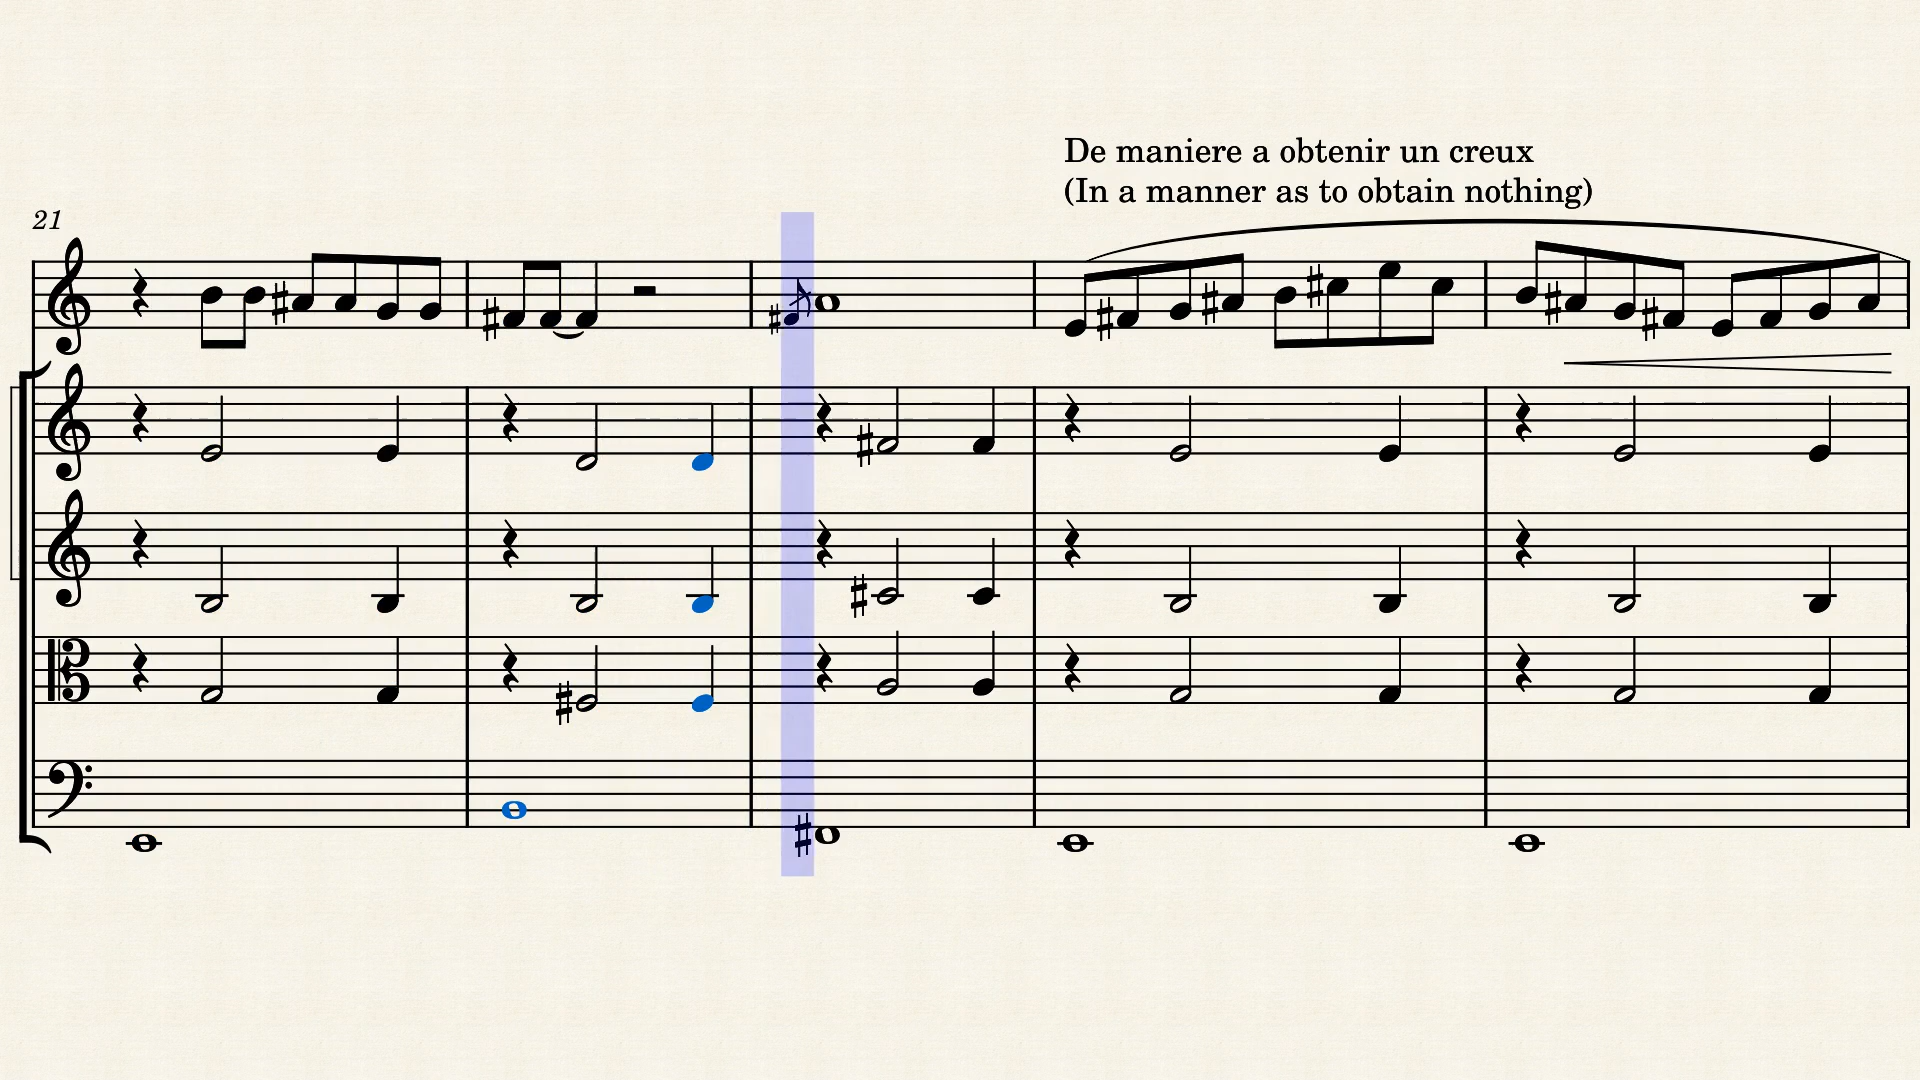 De maniere a obtenir un creux
(In a manner as to obtain nothing)
21